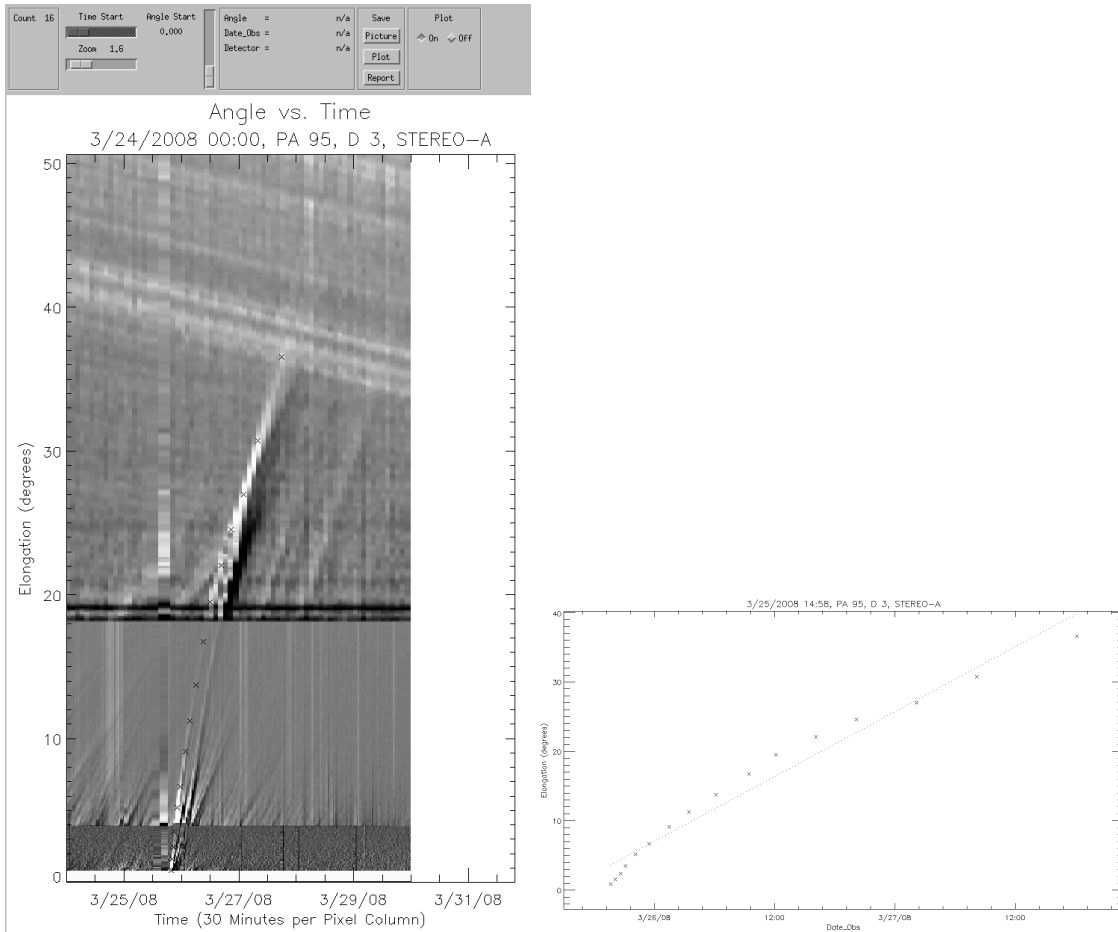 Count 16
Time Start
Zoom 1.6
Angle Start
0.000
Angle = n/a
Date_Obs = n/a
Detector = n/a
Save
Picture
Plot
Report
Plot
On Off
Angle vs. Time
3/24/2008 00:00, PA 95, D 3, STEREO-A
50
40
30
20
10
0
Elongation (degrees)
3/25/08 3/27/08 3/29/08 3/31/08
Time (30 Minutes per Pixel Column)
3/25/2008 14:58, PA 95, D 3, STEREO-A
40
30
20
10
0
Elongation (degrees)
3/26/08 12:00 3/27/08 12:00
Date_Obs